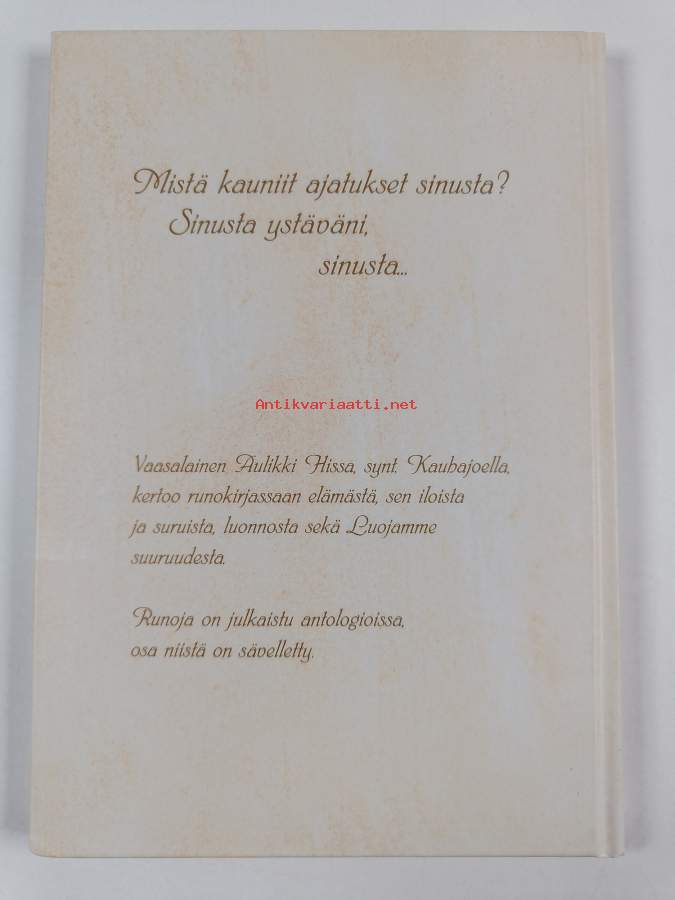 Mistä kauniit ajatukset sinusta?
Sinusta ystäväni,
sinusta...
Antikvariaatti.net
Vaasalainen Aulikki Hissa, synt. Kauhajoella,
kertoo runokirjassaan elämästä, sen iloista
ja suruista, luonnosta sekä Luojamme
suuruudesta.
Runoja on julkaistu antologioissa,
osa niistä on sävelletty.